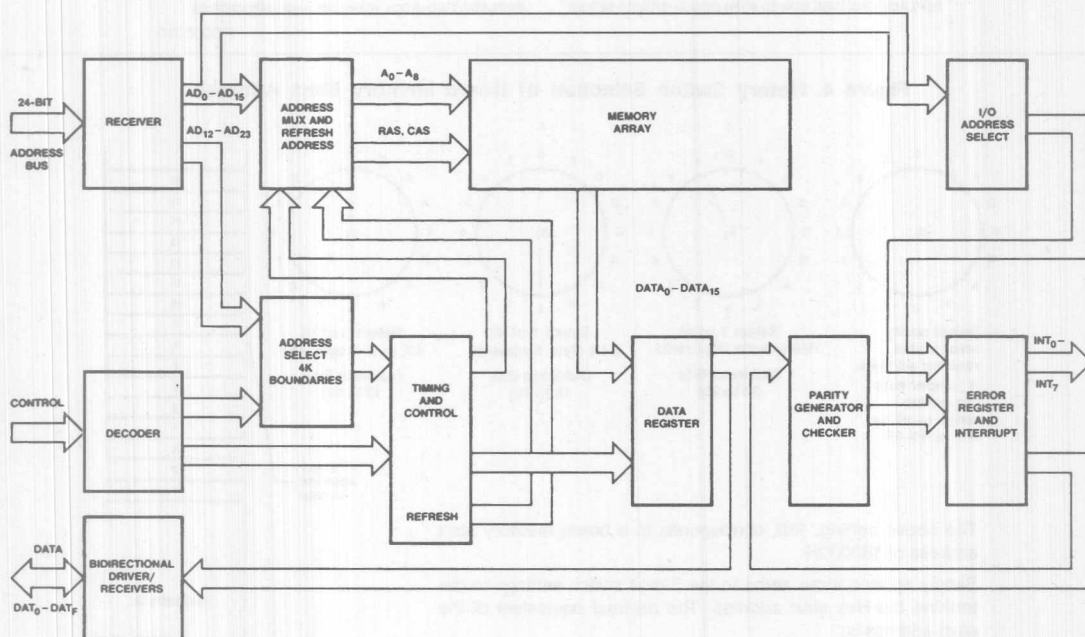 24-BIT
ADDRESS
BUS
RECEIVER
AD0–AD15
AD12–AD23
ADDRESS
MUX AND
REFRESH
ADDRESS
A0–A8
RAS, CAS
MEMORY
ARRAY
I/O
ADDRESS
SELECT
DATA0–DATA15
CONTROL
DECODER
ADDRESS
SELECT
4K
BOUNDARIES
TIMING
AND
CONTROL
REFRESH
DATA
REGISTER
PARITY
GENERATOR
AND
CHECKER
ERROR
REGISTER
AND
INTERRUPT
INT0-
INT7
DATA
DAT0–DATF
BIDIRECTIONAL
DRIVER/
RECEIVERS